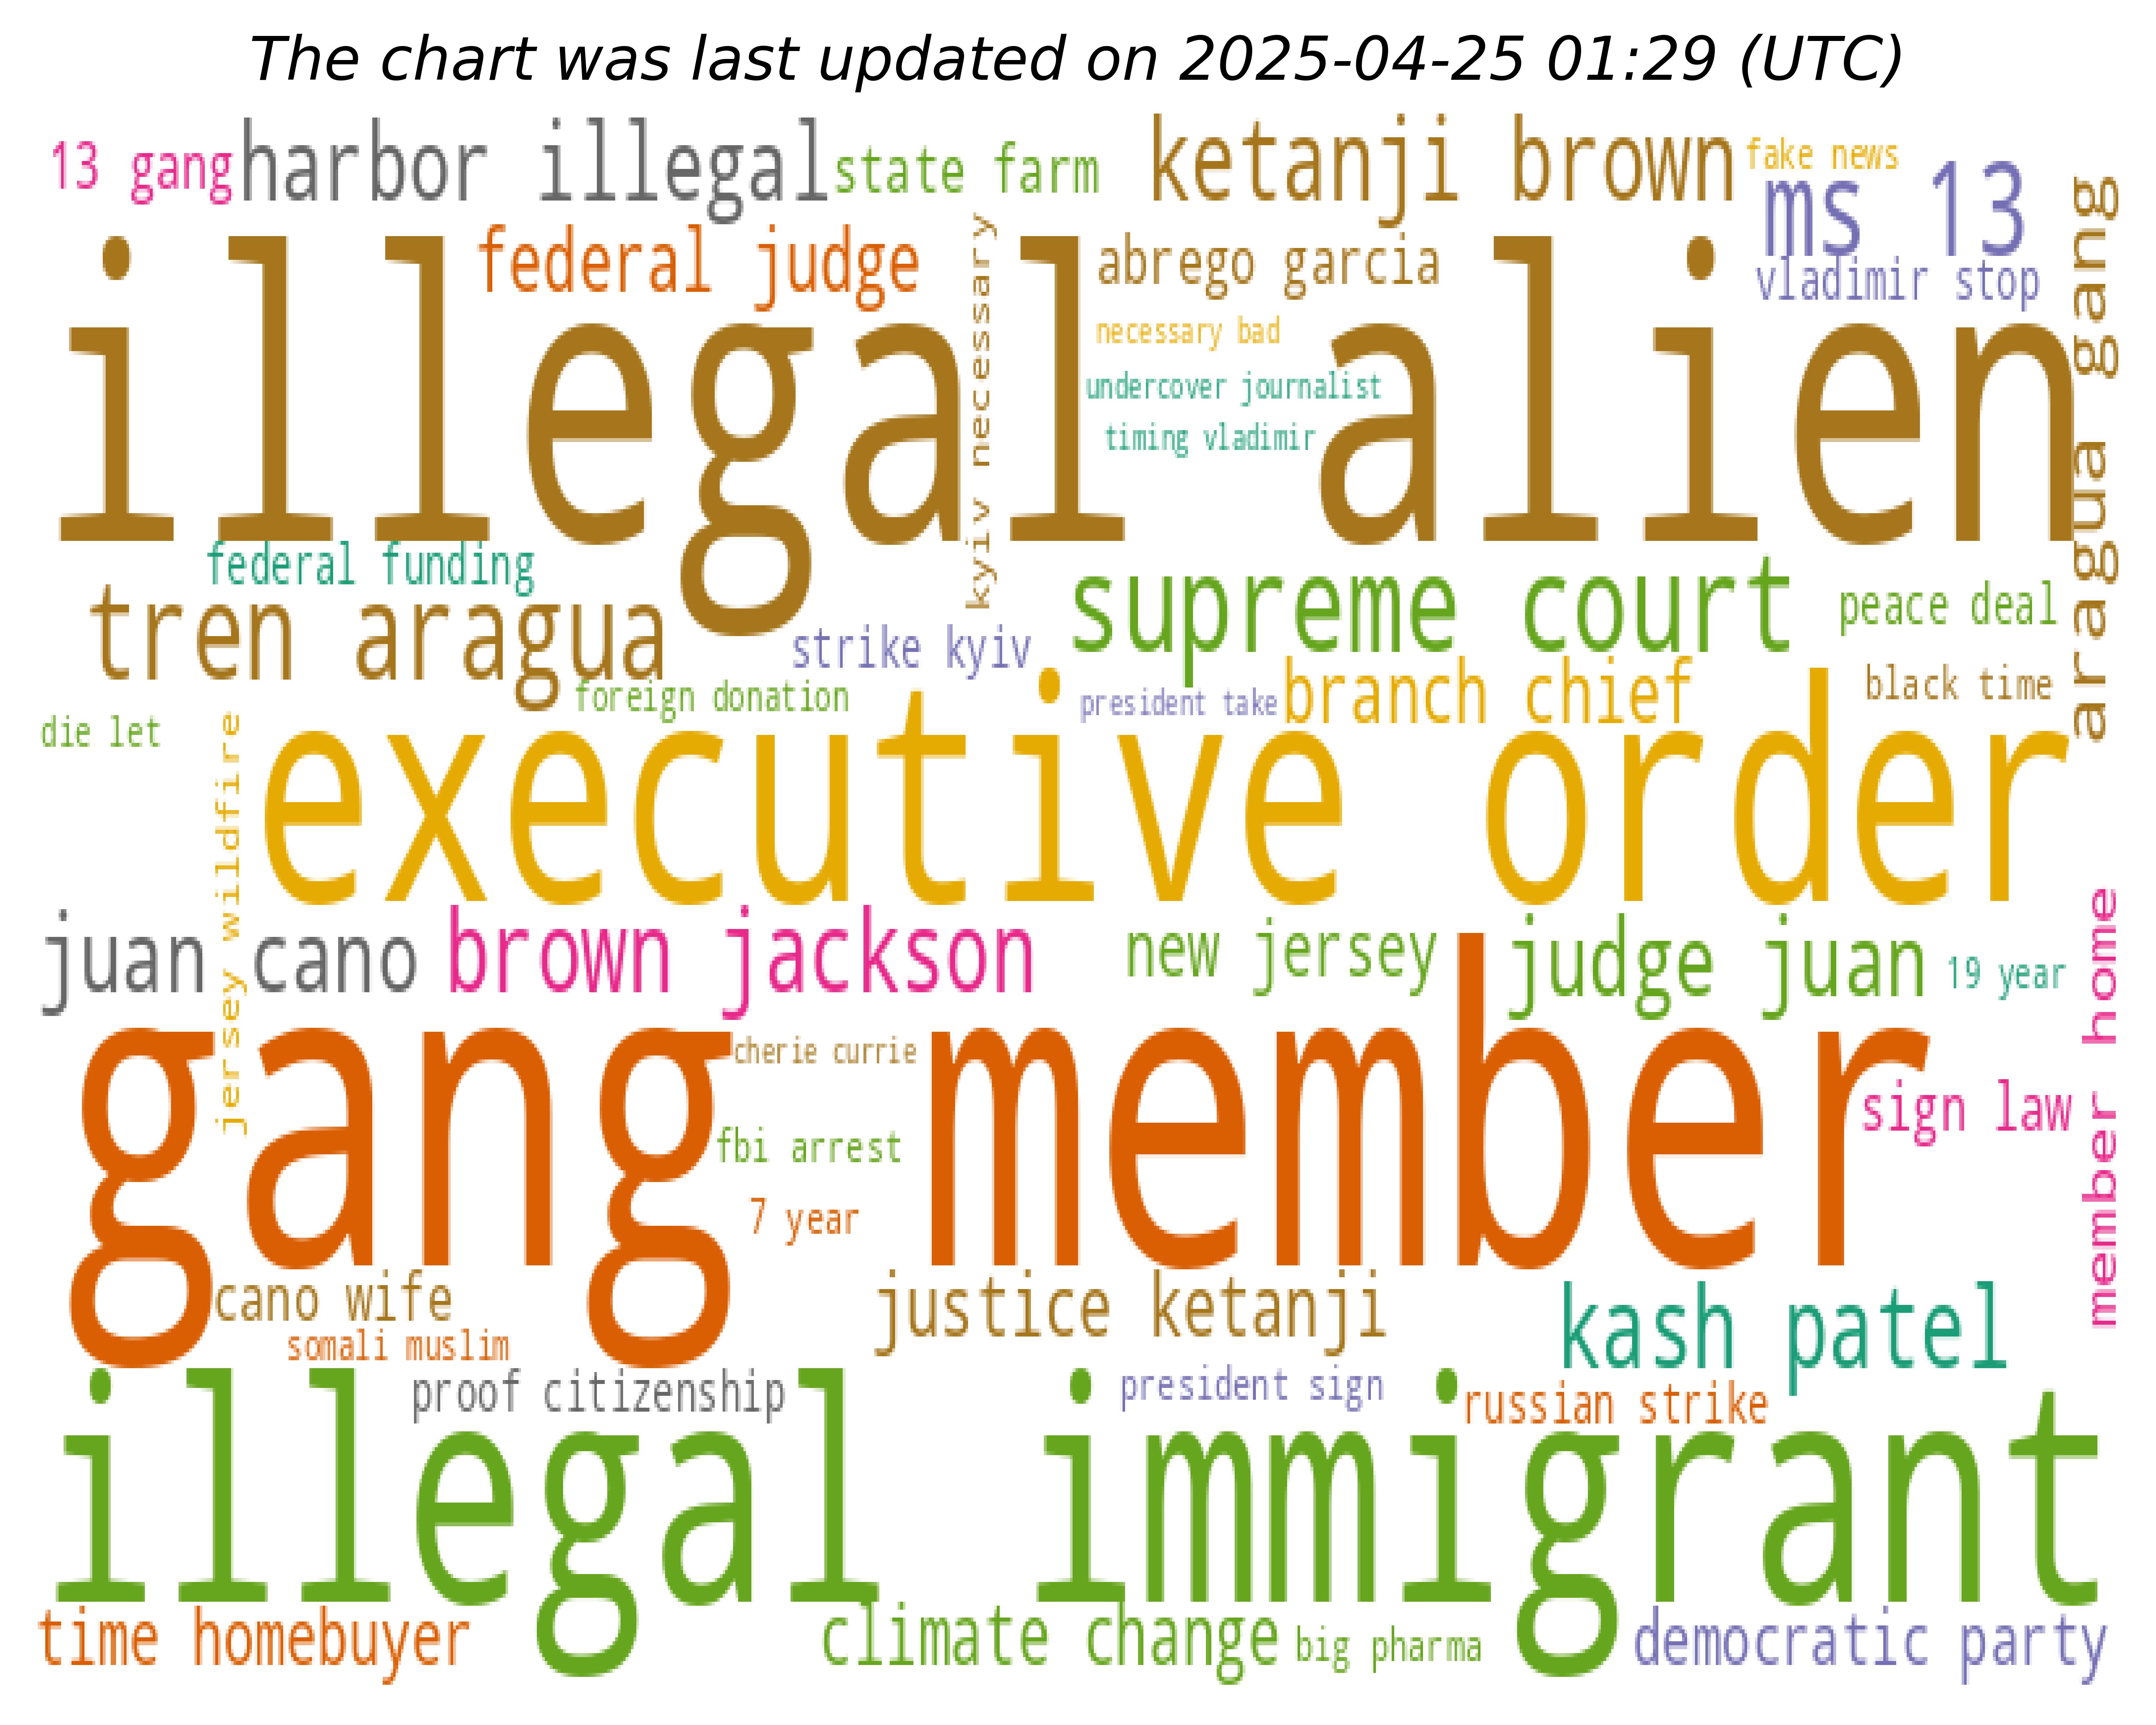 The chart was last updated on 2025-04-25 01:29 (UTC)
13 gang
harbor illegal
state farm
ketanji brown
fake news
ms 13
federal judge
abrego garcia
vladimir stop
illegal alien
kyiv necessary
necessary bad
undercover journalist
timing vladimir
aragua gang
federal funding
tren aragua
supreme court
peace deal
strike kyiv
foreign donation
president take
branch chief
black time
die let
jersey wildfire
executive order
juan cano
brown jackson
new jersey
judge juan
19 year
member home
gang member
cherie currie
fbi arrest
7 year
sign law
cano wife
somali muslim
justice ketanji
kash patel
proof citizenship
president sign
russian strike
illegal immigrant
time homebuyer
climate change
big pharma
democratic party